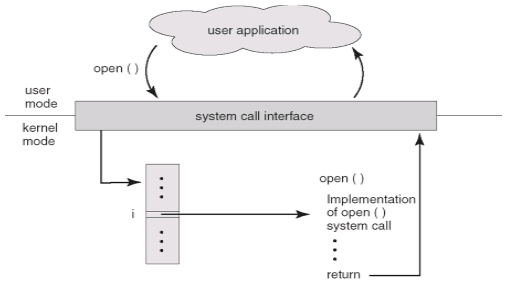 user application
open ( )
user
mode
system call interface
kernel
mode
open ( )
i
Implementation
of open ( )
system call
return